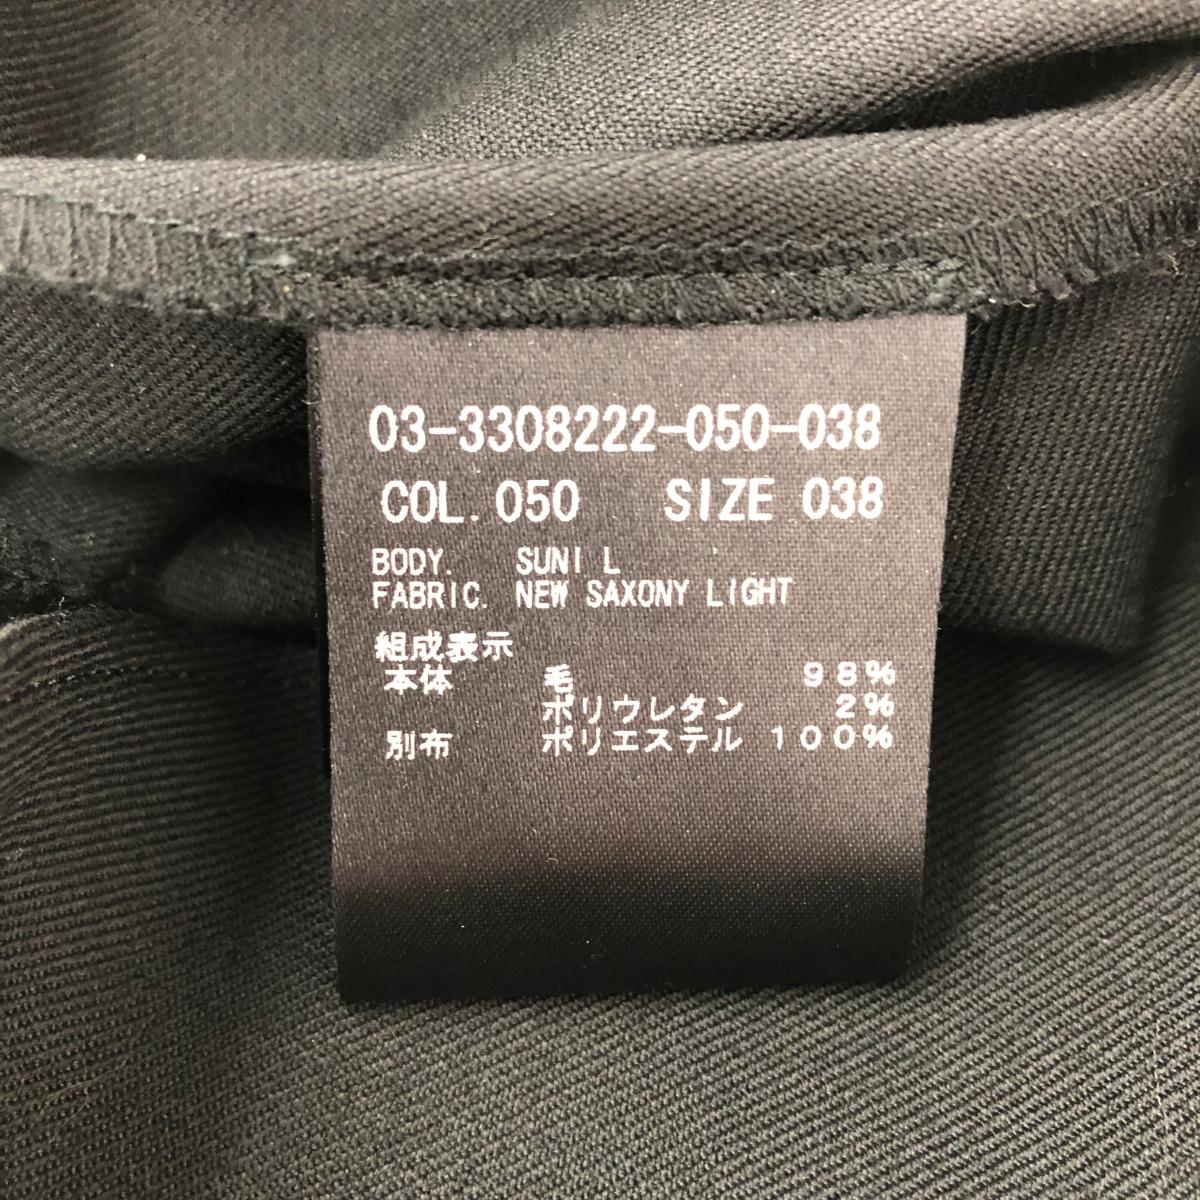 03-3308222-050-038
COL. 050 SIZE 038
BODY. SUNI L
FABRIC. NEW SAXONY LIGHT
組成表示
本体 毛 98%
ポリウレタン 2%
別布 ポリエステル 100%